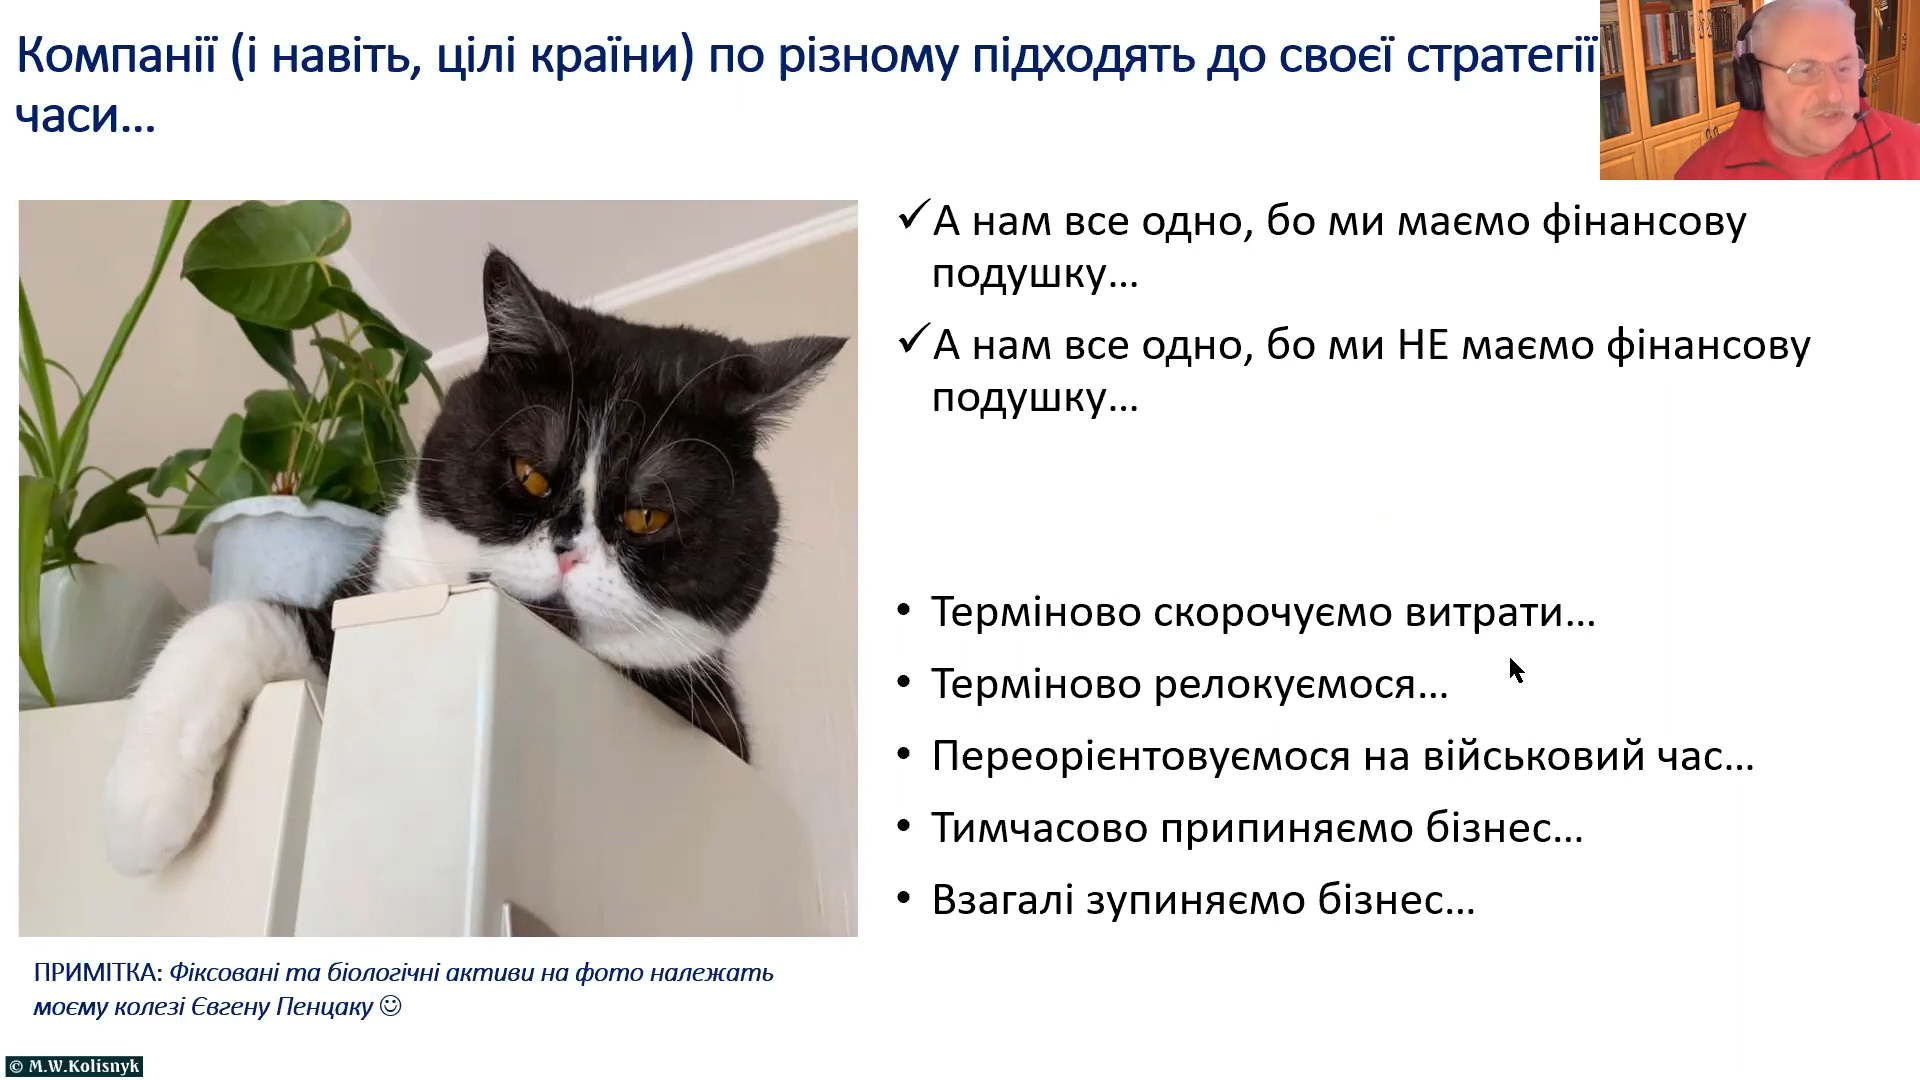 Компанії (і навіть, цілі країни) по різному підходять до своєї стратегії
часи...
✓А нам все одно, бо ми маємо фінансову
подушку...
✓А нам все одно, бо ми НЕ маємо фінансову
подушку...
• Терміново скорочуємо витрати...
• Терміново релокуємося...
• Переорієнтовуємося на військовий час...
• Тимчасово припиняємо бізнес...
• Взагалі зупиняємо бізнес...
ПРИМІТКА: Фіксовані та біологічні активи на фото належать
моєму колезі Євгену Пенцаку ☺
© M.W.Kolisnyk